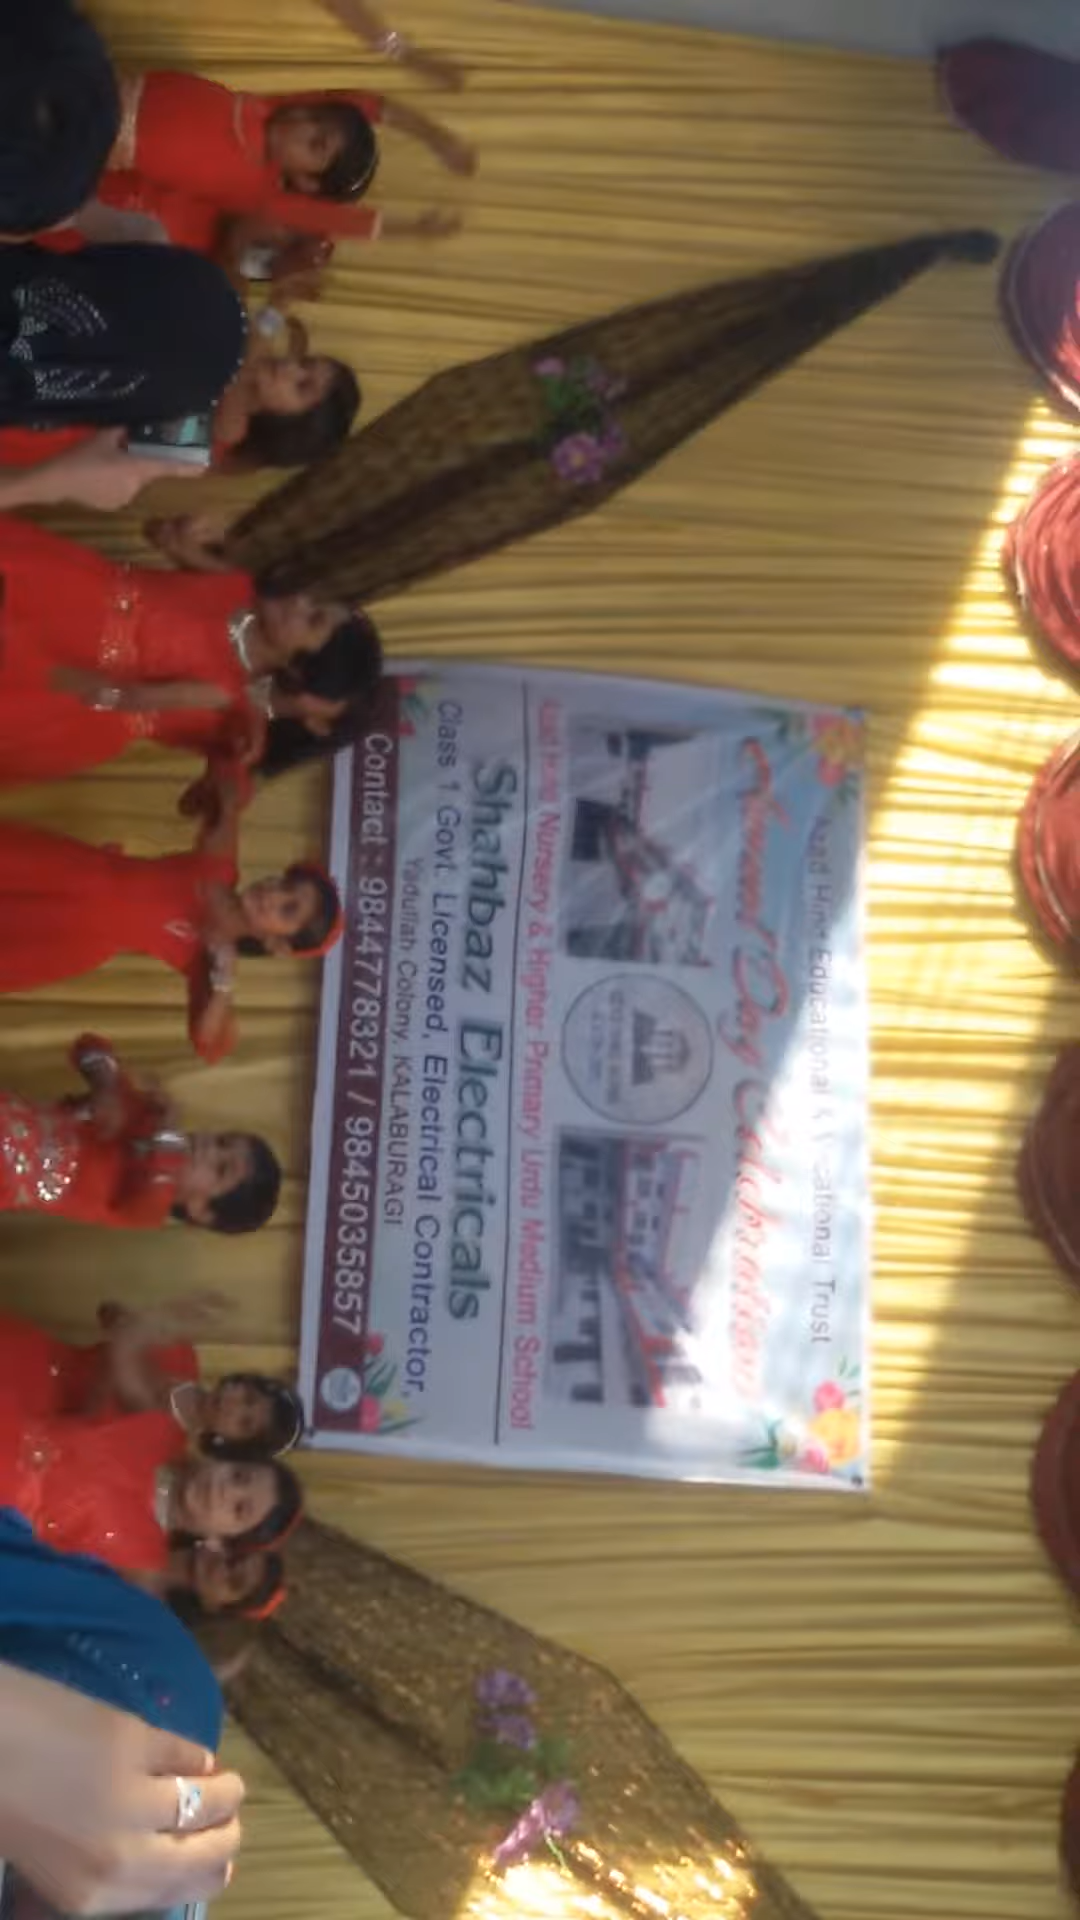 Azad Hind Educational & Vocational Trust
Annual Day Celebration
Azad Hind Nursery & Higher Primary Urdu Medium School
Shahbaz Electricals
Class 1 Govt. Licensed, Electrical Contractor,
Yadullah Colony, KALABURAGI
Contact : 9844778321 / 9845035857